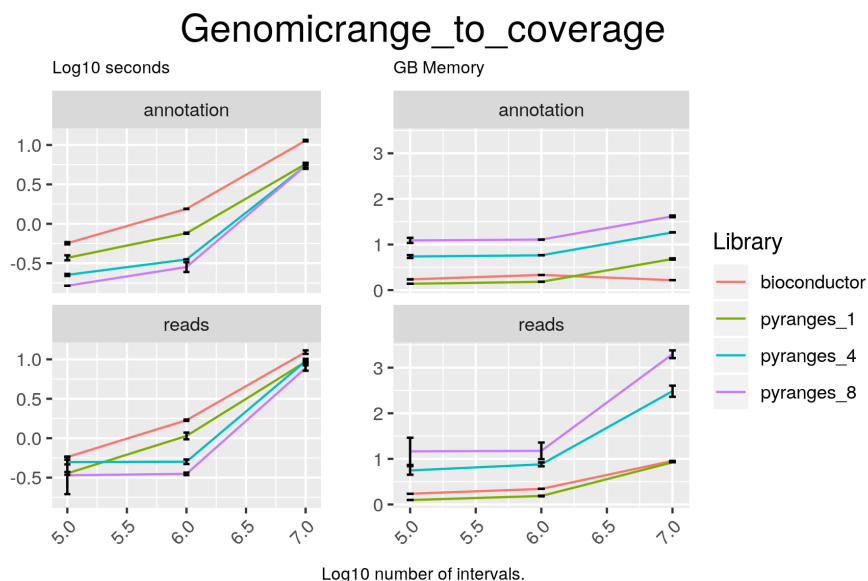 Genomicrange_to_coverage
Log10 seconds
GB Memory
annotation
1.0
0.5
0.0
-0.5
annotation
3
2
1
0
reads
1.0
0.5
0.0
-0.5
5.0
5.5
6.0
6.5
7.0
reads
3
2
1
0
5.0
5.5
6.0
6.5
7.0
Log10 number of intervals.
Library
bioconductor
pyranges_1
pyranges_4
pyranges_8